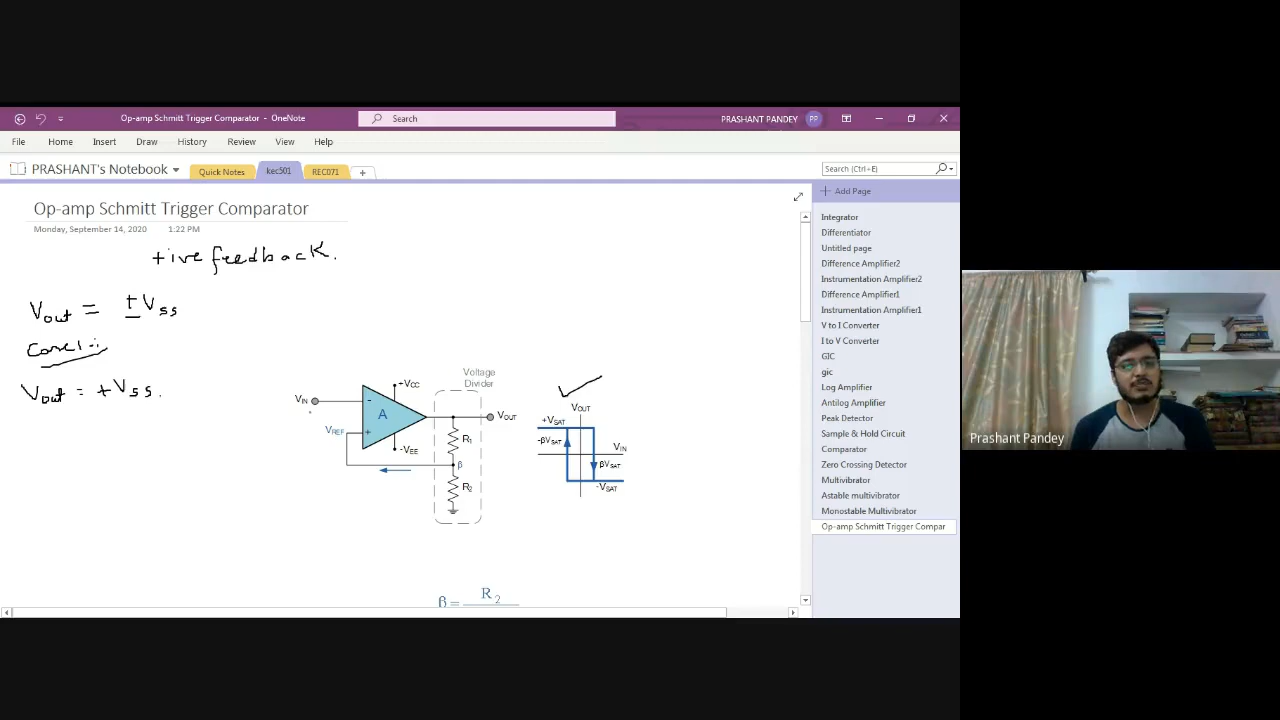 Op-amp Schmitt Trigger Comparator - OneNote
Search
PRASHANT PANDEY
PP
File Home Insert Draw History Review View Help
PRASHANT's Notebook
Quick Notes
kec501
REC071
Search (Ctrl+E)
Op-amp Schmitt Trigger Comparator
Monday, September 14, 2020 1:22 PM
+ive feedback.
Vout = ±Vss
Vout = +Vss.
Voltage
Divider
+VCC
VIN
-
A
VOUT
VREF
+
-VEE
R1
β
R2
VOUT
+VSAT
-βVSAT
VIN
βVSAT
-VSAT
β = R2
Add Page
Integrator
Differentiator
Untitled page
Difference Amplifier2
Instrumentation Amplifier2
Difference Amplifier1
Instrumentation Amplifier1
V to I Converter
I to V Converter
GIC
gic
Log Amplifier
Antilog Amplifier
Peak Detector
Sample & Hold Circuit
Comparator
Zero Crossing Detector
Multivibrator
Astable multivibrator
Monostable Multivibrator
Op-amp Schmitt Trigger Compar
Prashant Pandey